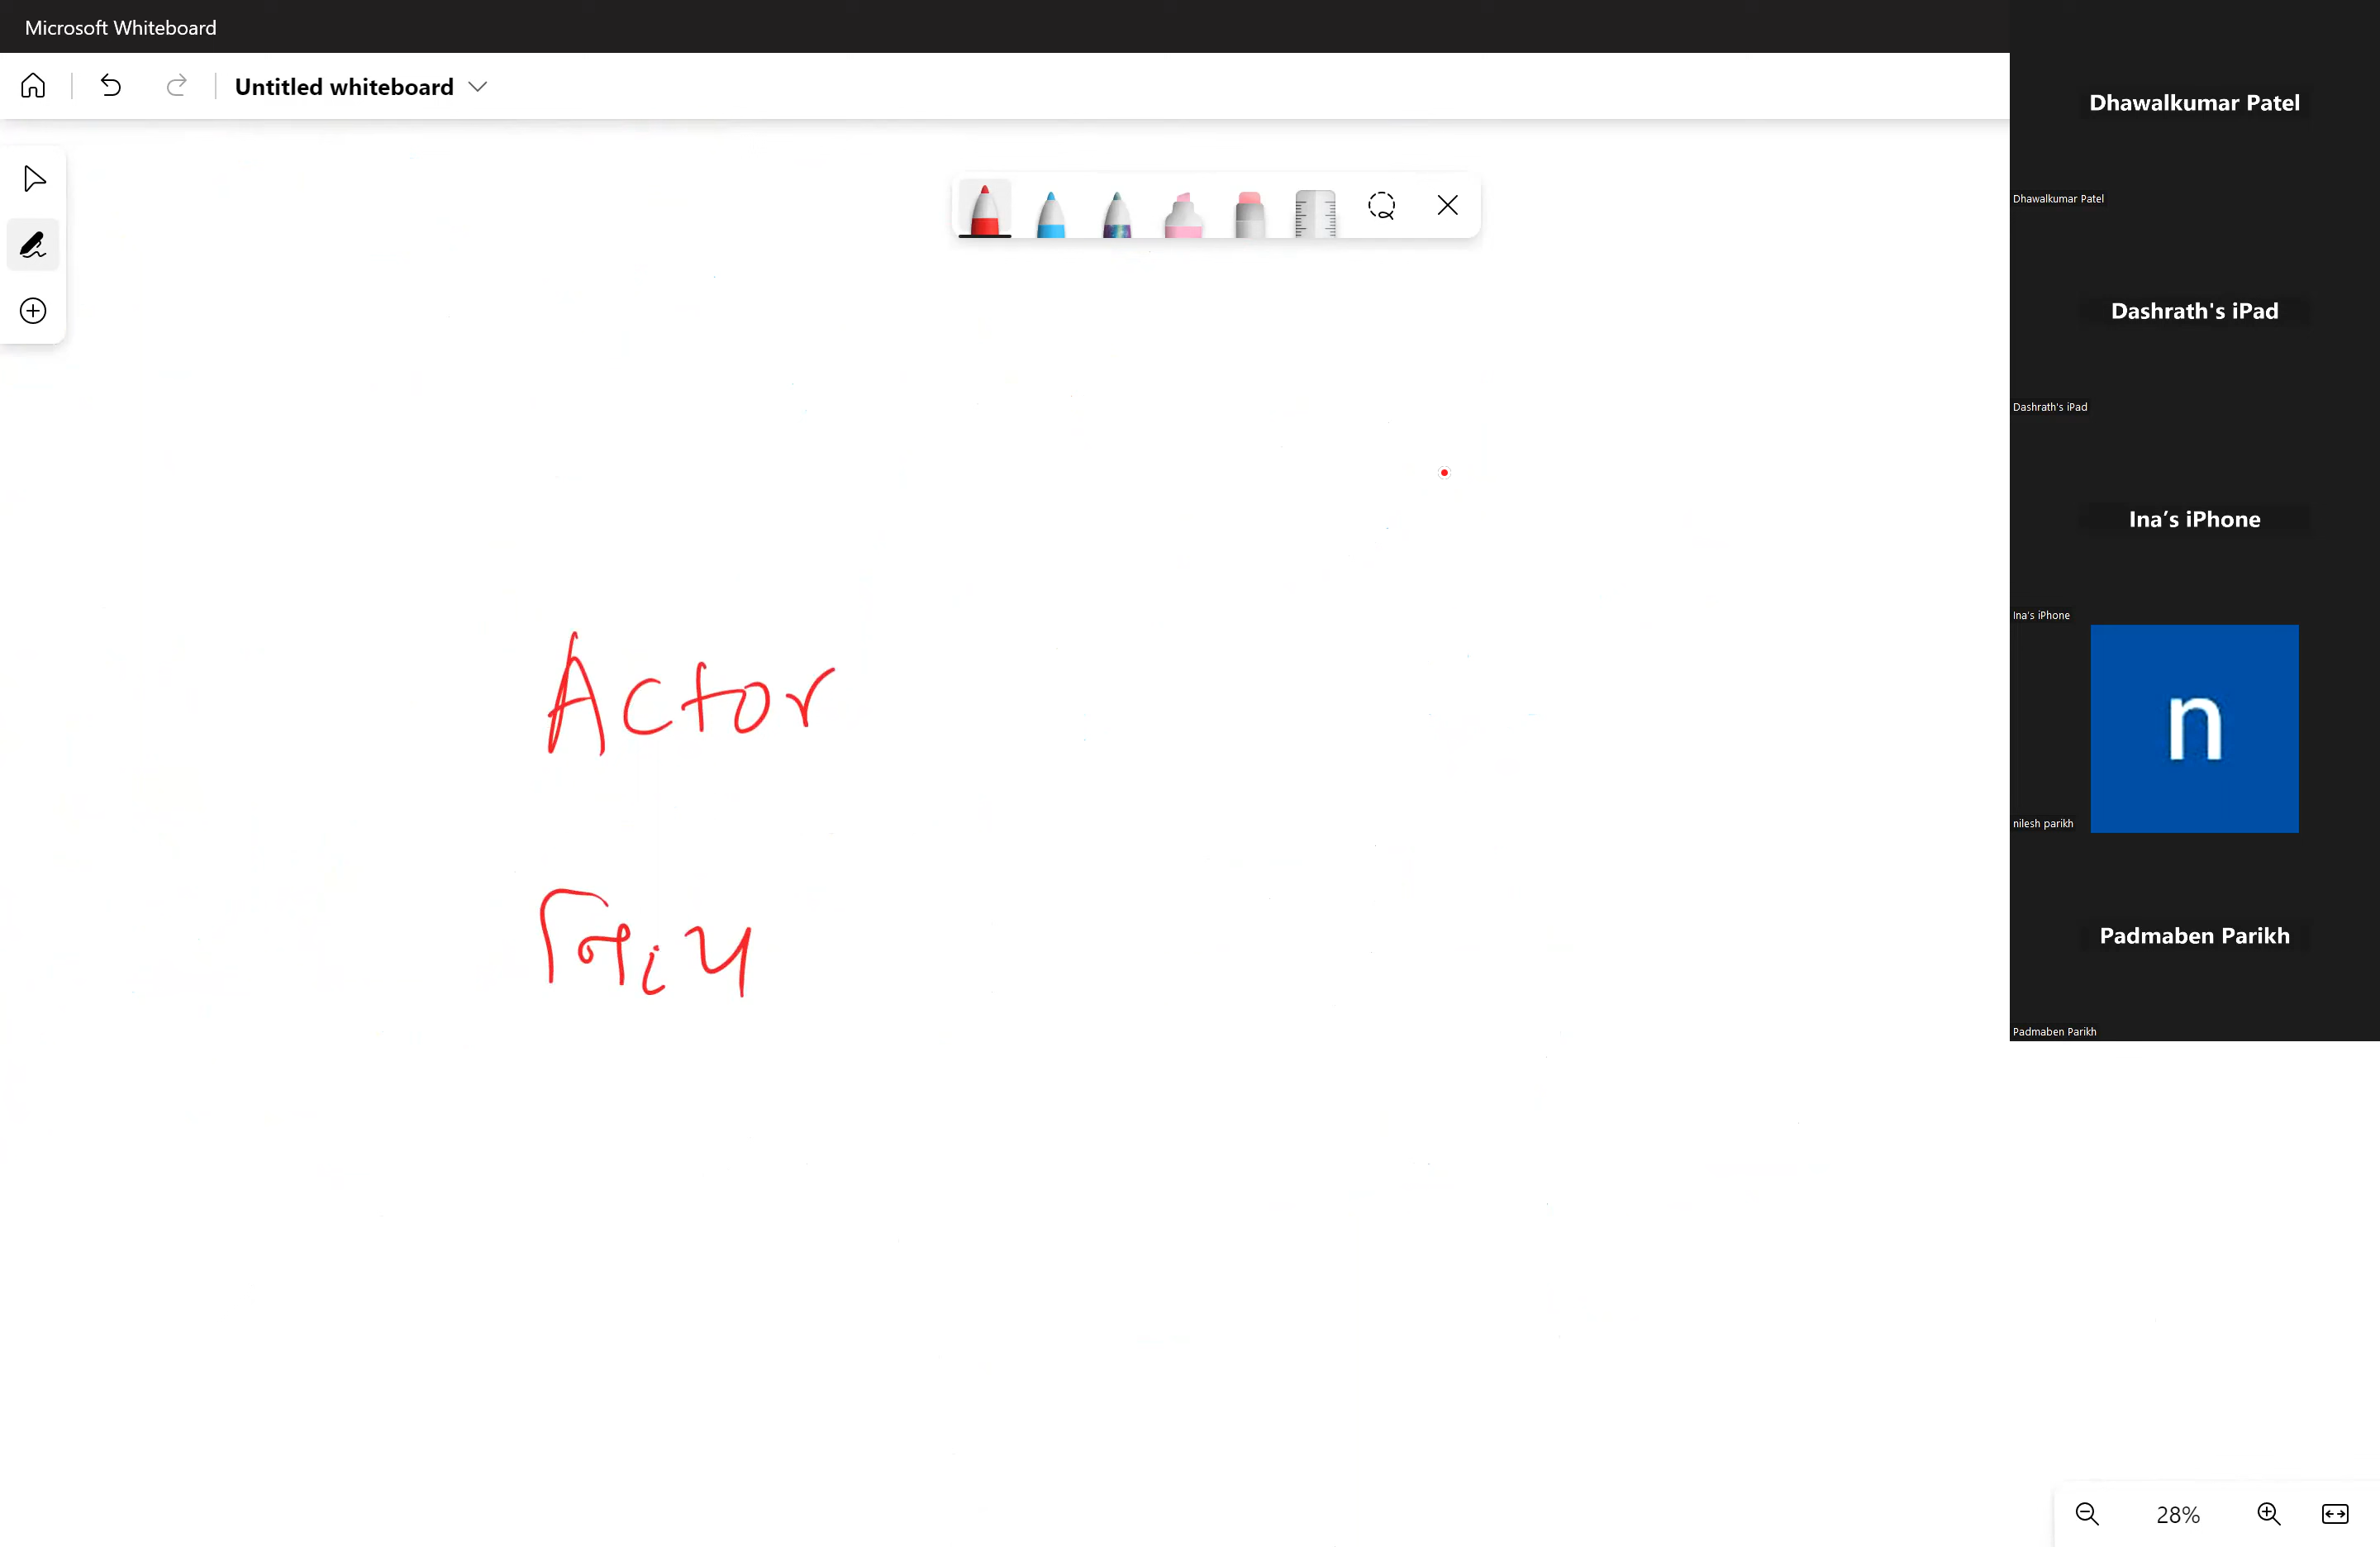 Microsoft Whiteboard
Untitled whiteboard
Dhawalkumar Patel
Dhawalkumar Patel
Dashrath's iPad
Dashrath's iPad
Ina’s iPhone
Ina's iPhone
n
nilesh parikh
Padmaben Parikh
Padmaben Parikh
Actor
28%